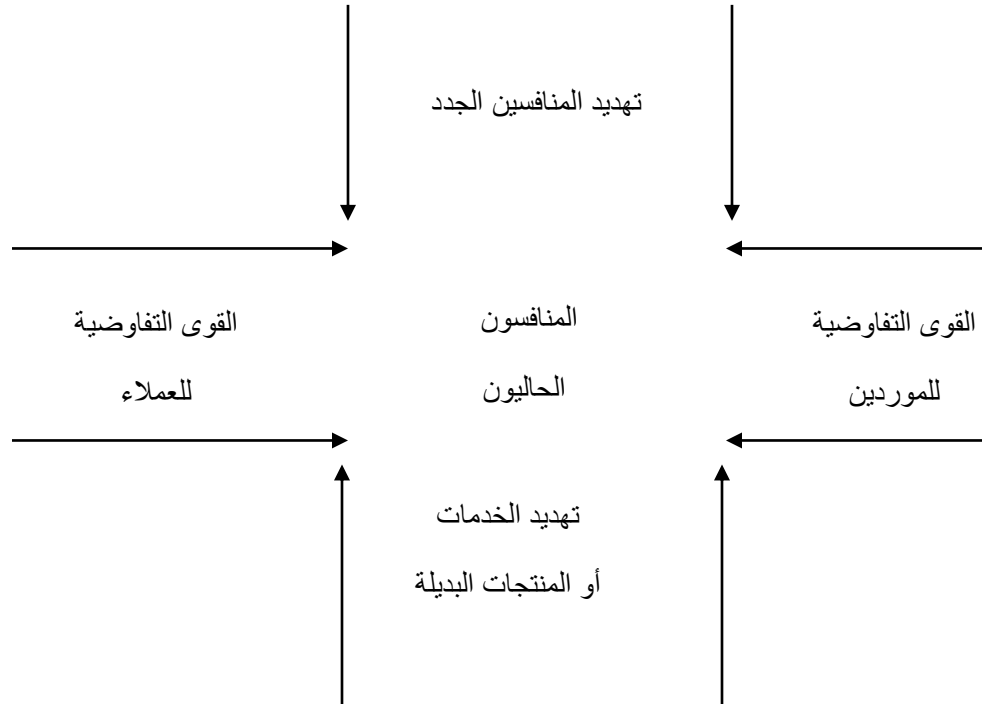 تهديد المنافسين الجدد
القوى التفاوضية
للموردين
المنافسون
الحاليون
القوى التفاوضية
للعملاء
تهديد الخدمات
أو المنتجات البديلة